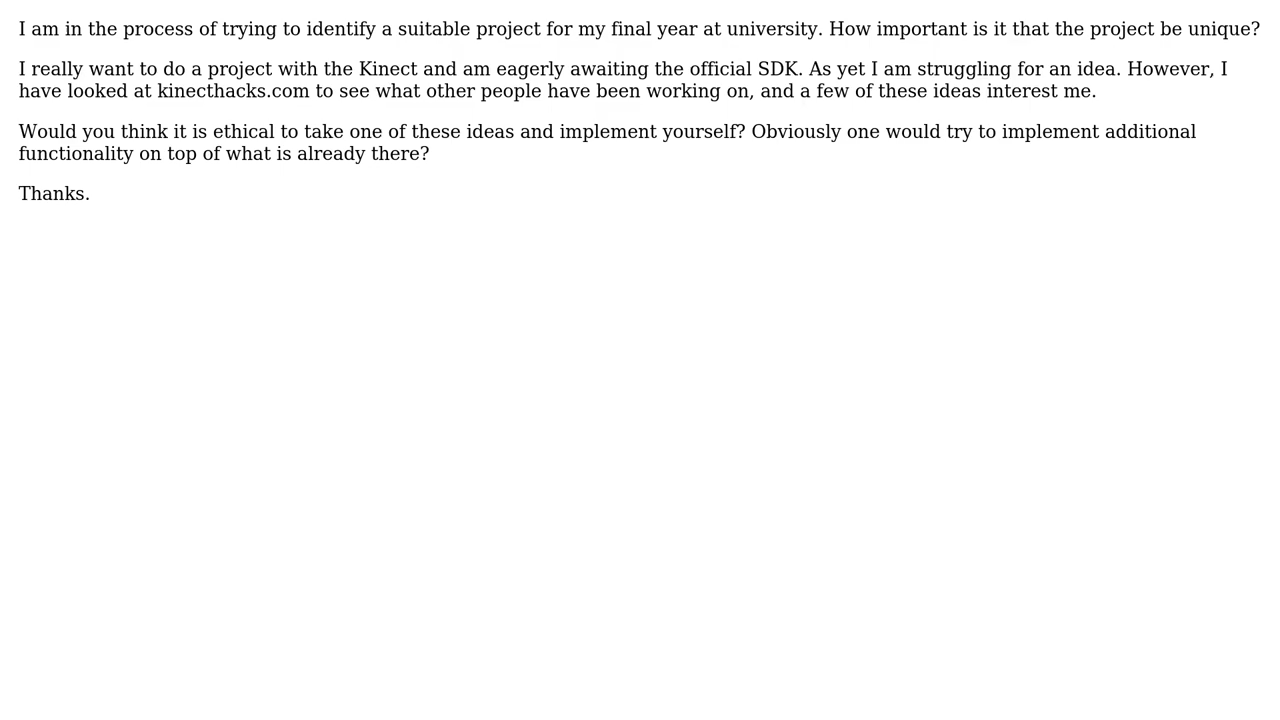 I am in the process of trying to identify a suitable project for my final year at university. How important is it that the project be unique?
I really want to do a project with the Kinect and am eagerly awaiting the official SDK. As yet I am struggling for an idea. However, I
have looked at kinecthacks.com to see what other people have been working on, and a few of these ideas interest me.
Would you think it is ethical to take one of these ideas and implement yourself? Obviously one would try to implement additional
functionality on top of what is already there?
Thanks.